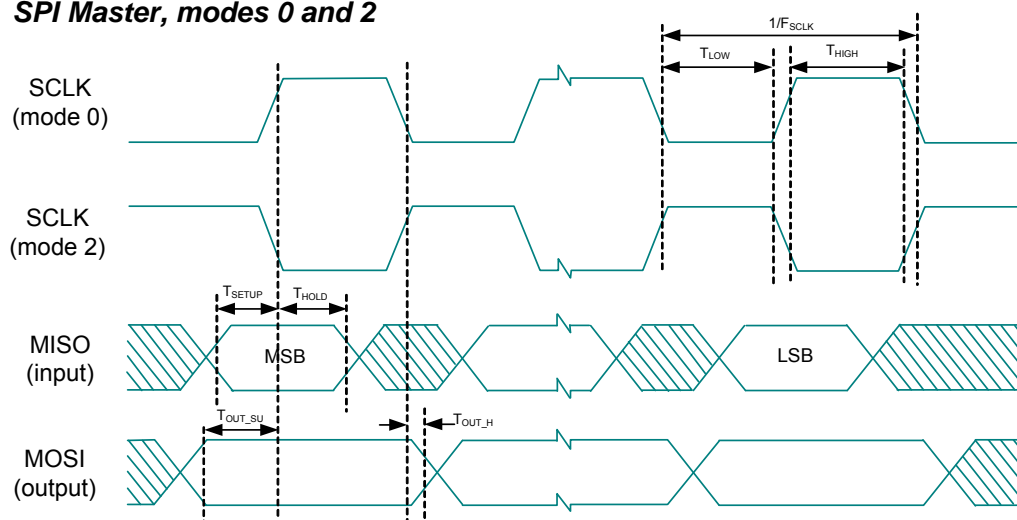 SPI Master, modes 0 and 2
1/FSCLK
TLOW
THIGH
SCLK
(mode 0)
SCLK
(mode 2)
TSETUP
THOLD
MISO
(input)
MSB
LSB
TOUT_SU
TOUT_H
MOSI
(output)